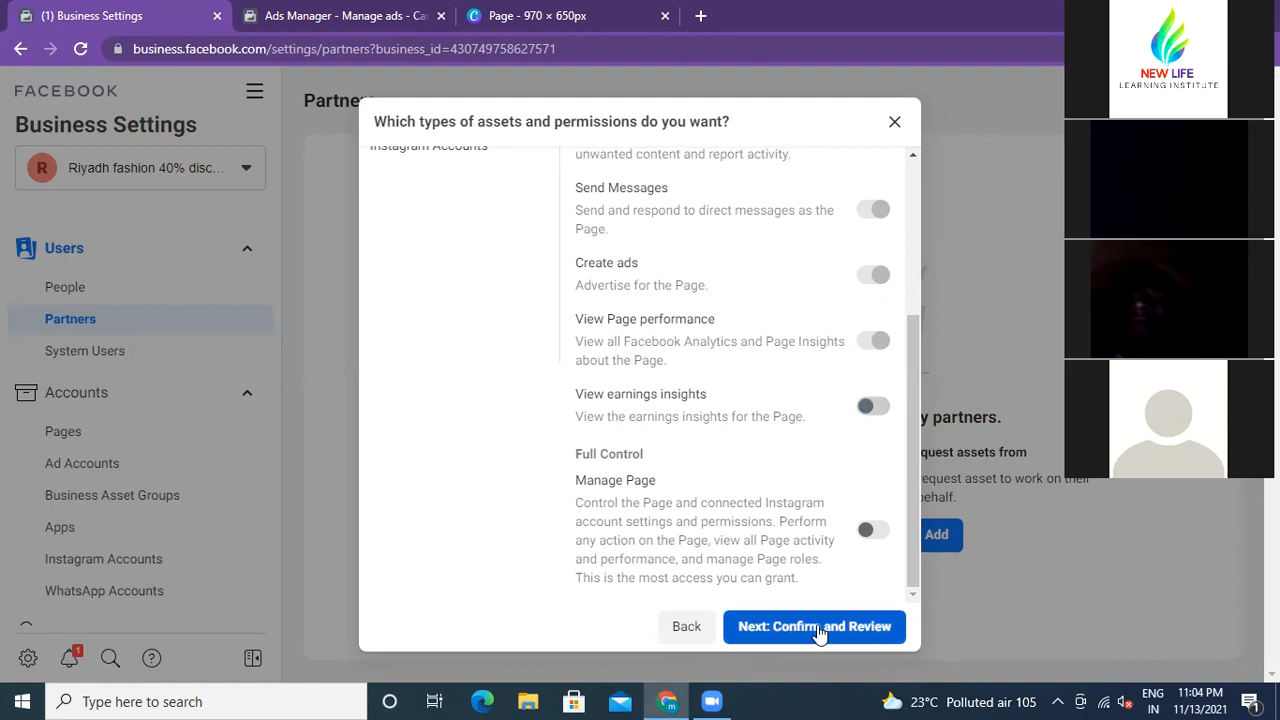 (1) Business Settings
Ads Manager - Manage ads - Ca
Page - 970 × 650px
business.facebook.com/settings/partners?business_id=430749758627571
NEW LIFE
LEARNING INSTITUTE
FACEBOOK
Business Settings
R
Riyadh fashion 40% disc...
Users
People
Partners
System Users
Accounts
Pages
Ad Accounts
Business Asset Groups
Apps
Instagram Accounts
WhatsApp Accounts
1
Partners
Which types of assets and permissions do you want?
Instagram Accounts
unwanted content and report activity.
Send Messages
Send and respond to direct messages as the
Page.
Create ads
Advertise for the Page.
View Page performance
View all Facebook Analytics and Page Insights
about the Page.
View earnings insights
View the earnings insights for the Page.
Full Control
Manage Page
Control the Page and connected Instagram
account settings and permissions. Perform
any action on the Page, view all Page activity
and performance, and manage Page roles.
This is the most access you can grant.
Back
Next: Confirm and Review
partners.
quest assets from
request asset to work on their
behalf.
Add
Type here to search
23°C Polluted air 105
ENG
IN
11:04 PM
11/13/2021
1